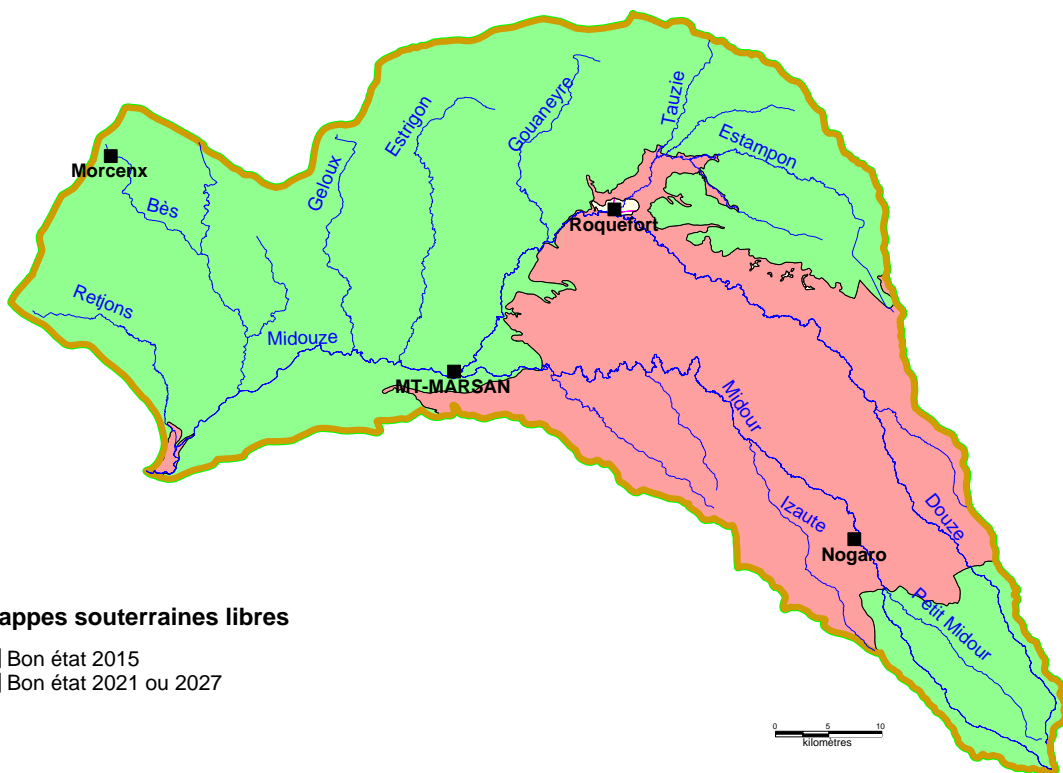 Tauzie
Gouaneyre
Estrigon
Estampon
Morcenx
Geloux
Bès
Roquefort
Retjons
Midouze
MT-MARSAN
Midour
Izaute
Douze
Nogaro
Petit Midour
appes souterraines libres
Bon état 2015
Bon état 2021 ou 2027
0 5 10
kilomètres